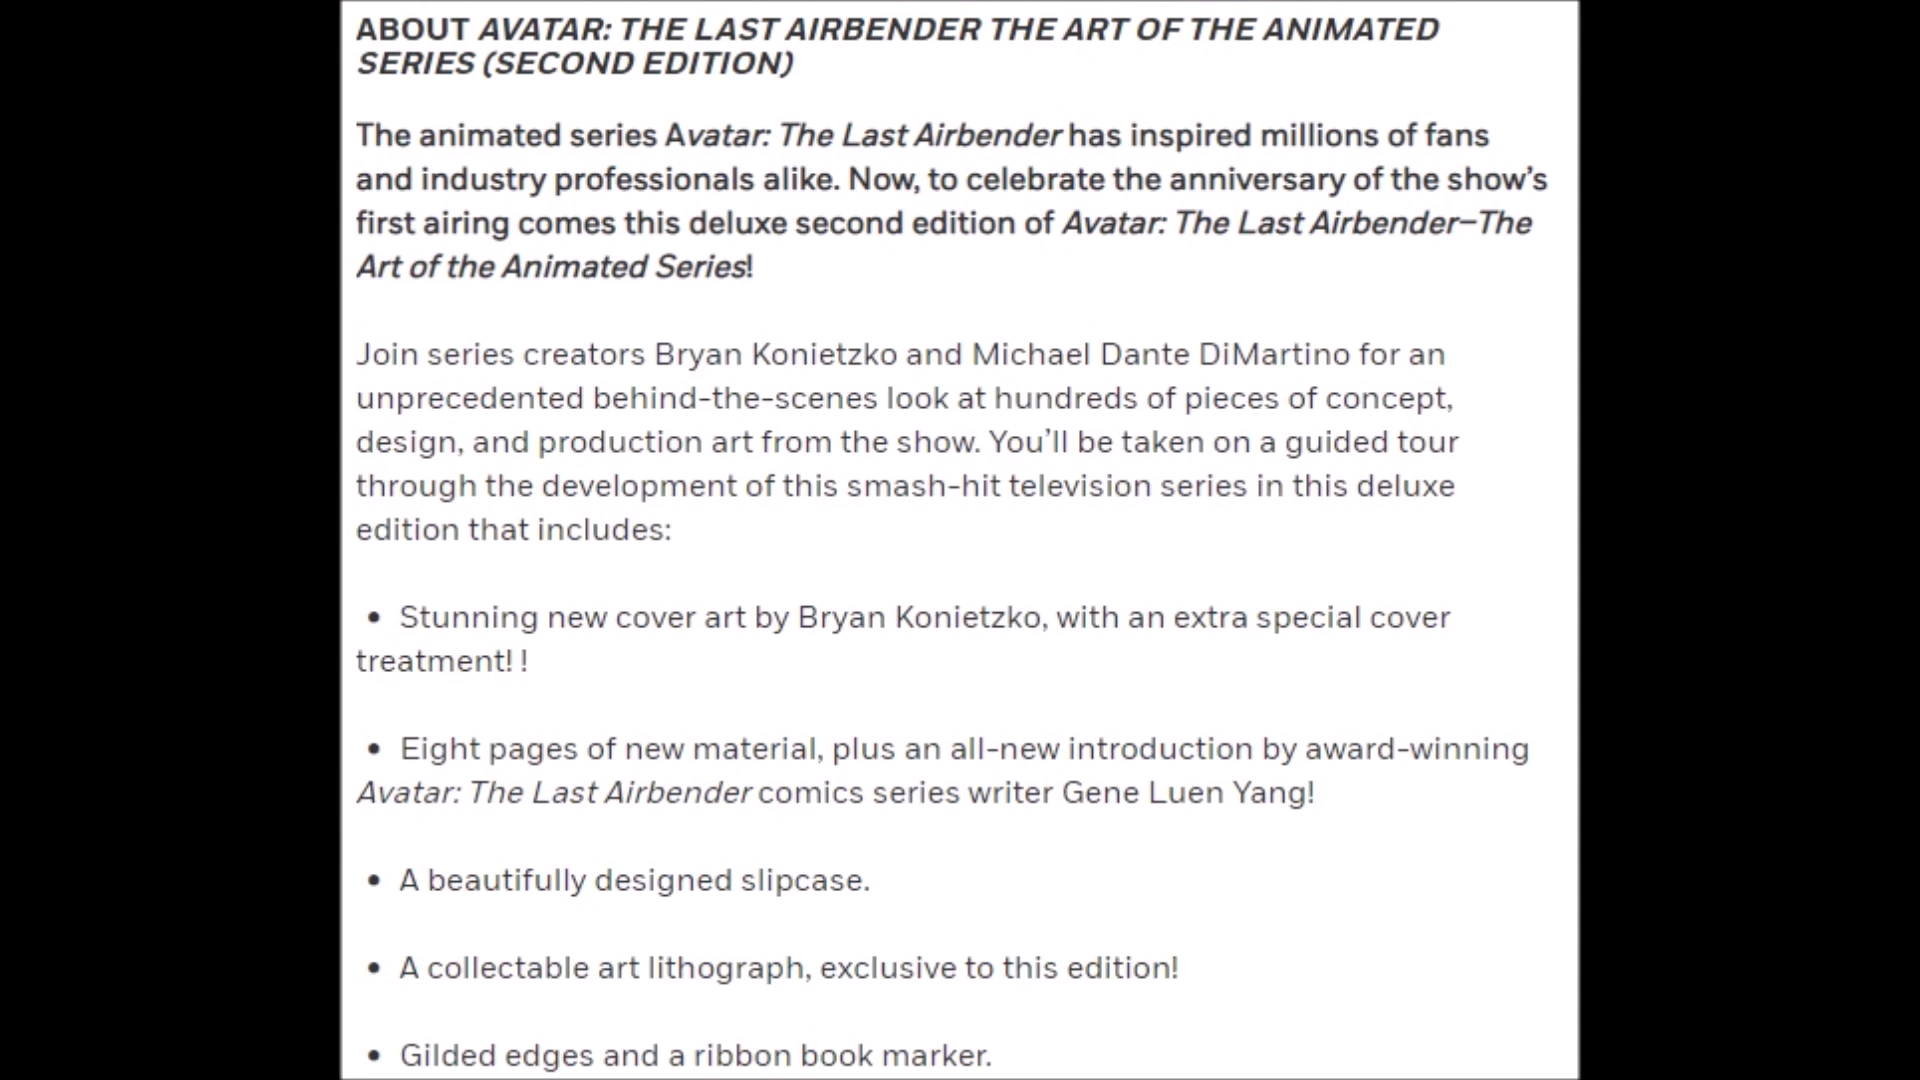 ABOUT AVATAR: THE LAST AIRBENDER THE ART OF THE ANIMATED
SERIES (SECOND EDITION)
The animated series Avatar: The Last Airbender has inspired millions of fans
and industry professionals alike. Now, to celebrate the anniversary of the show’s
first airing comes this deluxe second edition of Avatar: The Last Airbender–The
Art of the Animated Series!
Join series creators Bryan Konietzko and Michael Dante DiMartino for an
unprecedented behind-the-scenes look at hundreds of pieces of concept,
design, and production art from the show. You’ll be taken on a guided tour
through the development of this smash-hit television series in this deluxe
edition that includes:
• Stunning new cover art by Bryan Konietzko, with an extra special cover
treatment! !
• Eight pages of new material, plus an all-new introduction by award-winning
Avatar: The Last Airbender comics series writer Gene Luen Yang!
• A beautifully designed slipcase.
• A collectable art lithograph, exclusive to this edition!
• Gilded edges and a ribbon book marker.